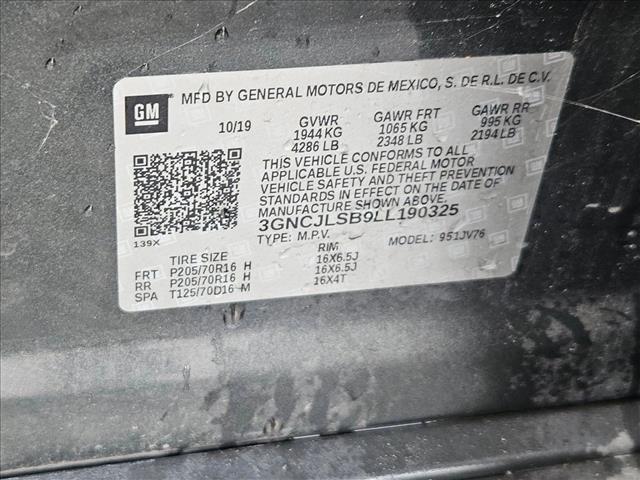 GM
MFD BY GENERAL MOTORS DE MEXICO, S. DE R.L. DE C.V.
10/19 GVWR GAWR FRT GAWR RR
1944 KG 1065 KG 995 KG
4286 LB 2348 LB 2194 LB
THIS VEHICLE CONFORMS TO ALL
APPLICABLE U.S. FEDERAL MOTOR
VEHICLE SAFETY AND THEFT PREVENTION
STANDARDS IN EFFECT ON THE DATE OF
MANUFACTURE SHOWN ABOVE.
3GNCJLSB9LL190325
139X
TYPE: M.P.V. MODEL: 951JV76
TIRE SIZE RIM
FRT P205/70R16 H 16X6.5J
RR P205/70R16 H 16X6.5J
SPA T125/70D16 M 16X4T